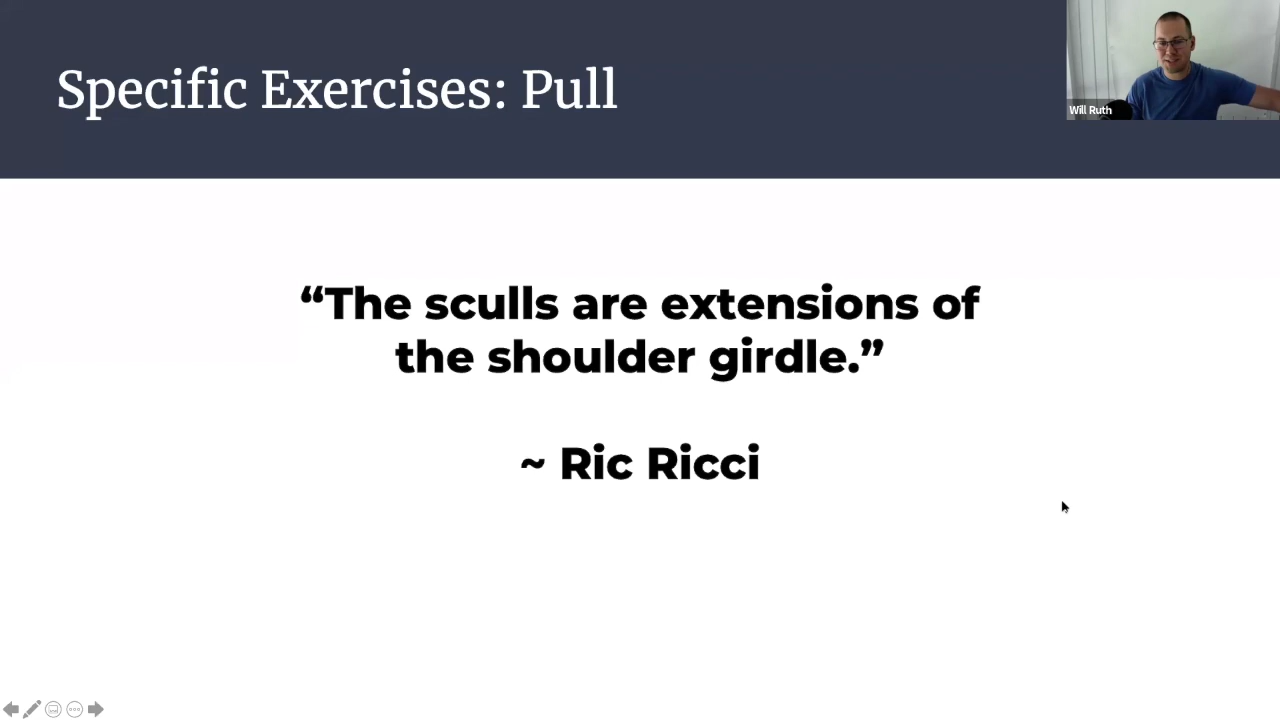 Specific Exercises: Pull
Will Ruth
“The sculls are extensions of
the shoulder girdle.”
~ Ric Ricci